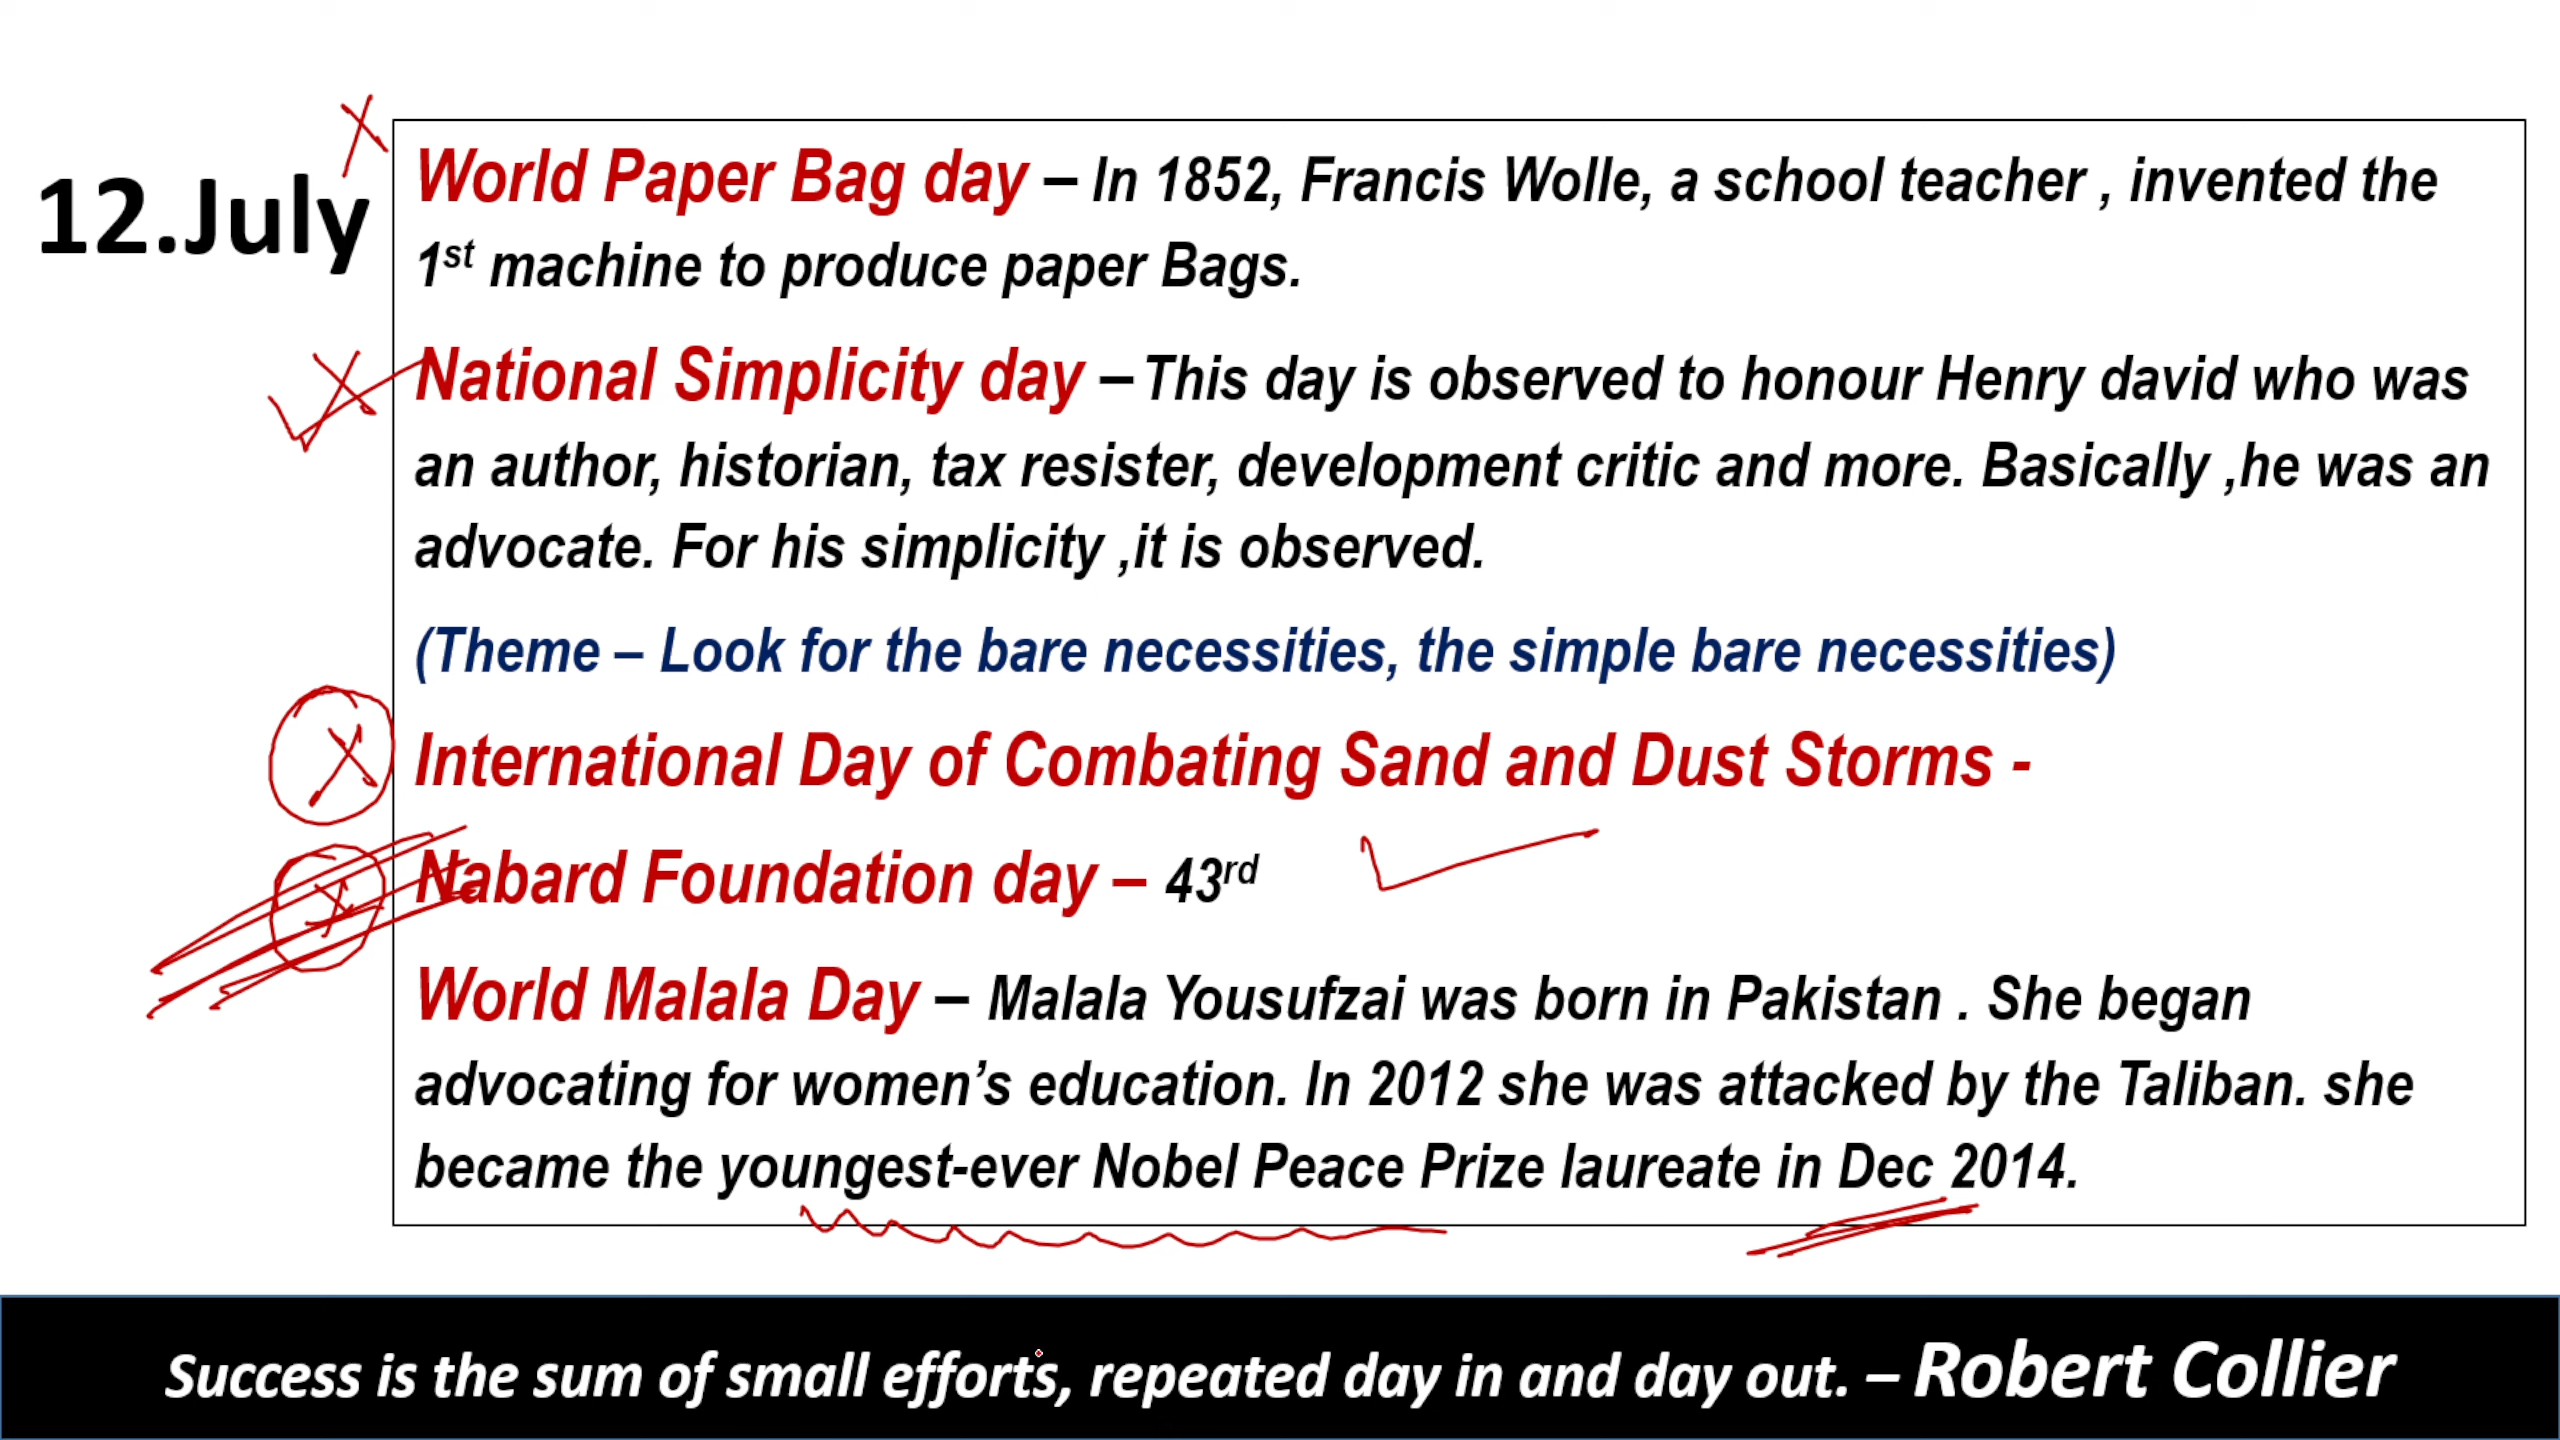 12.July
World Paper Bag day – In 1852, Francis Wolle, a school teacher , invented the
1st machine to produce paper Bags.
National Simplicity day – This day is observed to honour Henry david who was
an author, historian, tax resister, development critic and more. Basically ,he was an
advocate. For his simplicity ,it is observed.
(Theme – Look for the bare necessities, the simple bare necessities)
International Day of Combating Sand and Dust Storms -
Nabard Foundation day – 43rd
World Malala Day – Malala Yousufzai was born in Pakistan . She began
advocating for women’s education. In 2012 she was attacked by the Taliban. she
became the youngest-ever Nobel Peace Prize laureate in Dec 2014.
Success is the sum of small efforts, repeated day in and day out. – Robert Collier